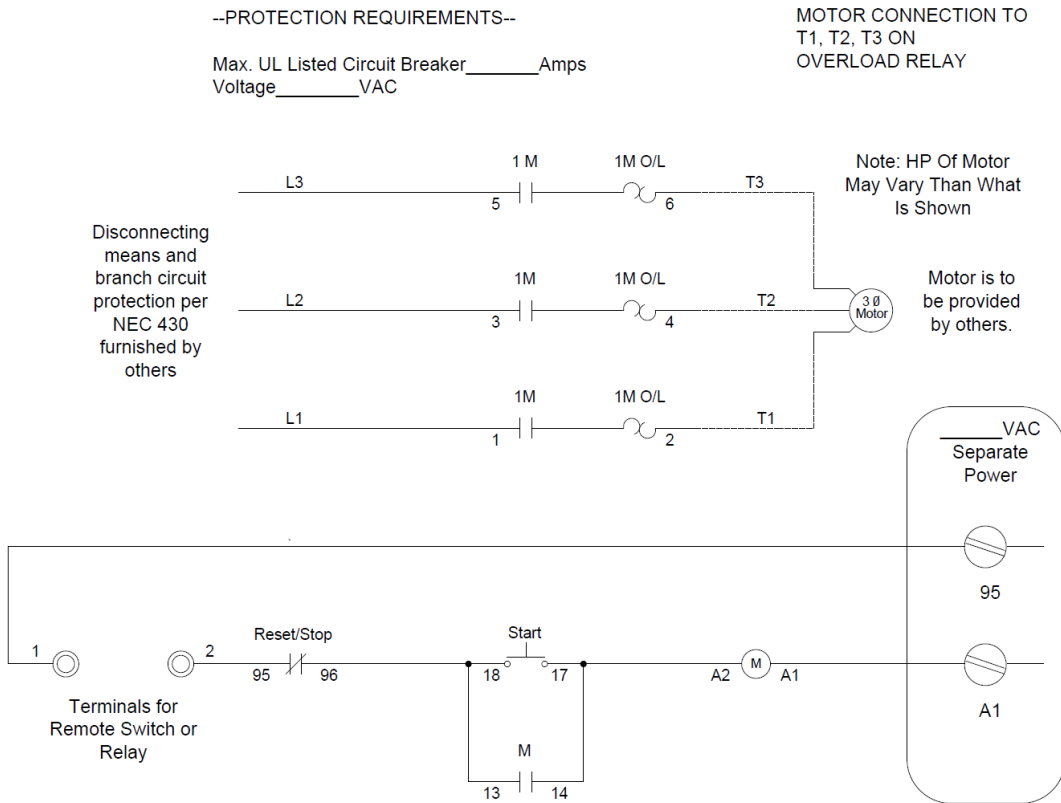 --PROTECTION REQUIREMENTS--
Max. UL Listed Circuit Breaker_______Amps
Voltage_________VAC
MOTOR CONNECTION TO
T1, T2, T3 ON
OVERLOAD RELAY
Disconnecting
means and
branch circuit
protection per
NEC 430
furnished by
others
L3
1 M
5
1M O/L
6
T3
L2
1M
3
1M O/L
4
T2
L1
1M
1
1M O/L
2
T1
3 Ø
Motor
Note: HP Of Motor
May Vary Than What
Is Shown
Motor is to
be provided
by others.
______VAC
Separate
Power
95
A1
1
2
Terminals for
Remote Switch or
Relay
Reset/Stop
95
96
Start
18
17
M
13
14
A2
M
A1